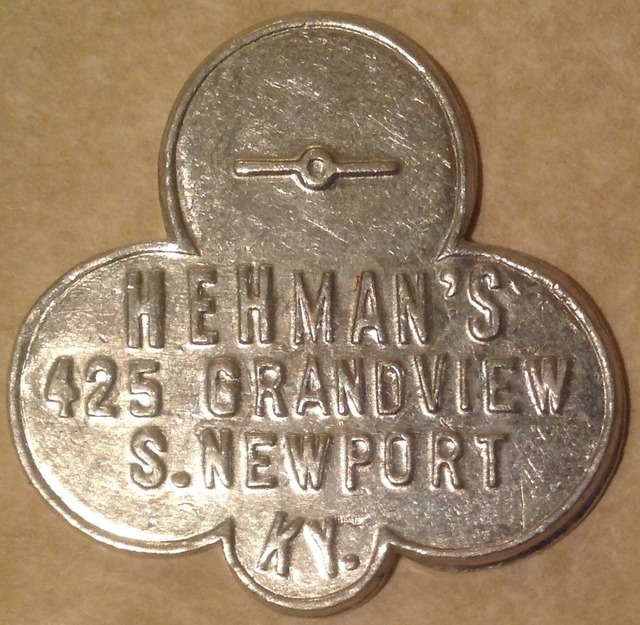 HEHMAN'S
425 GRANDVIEW
S. NEWPORT
KY.